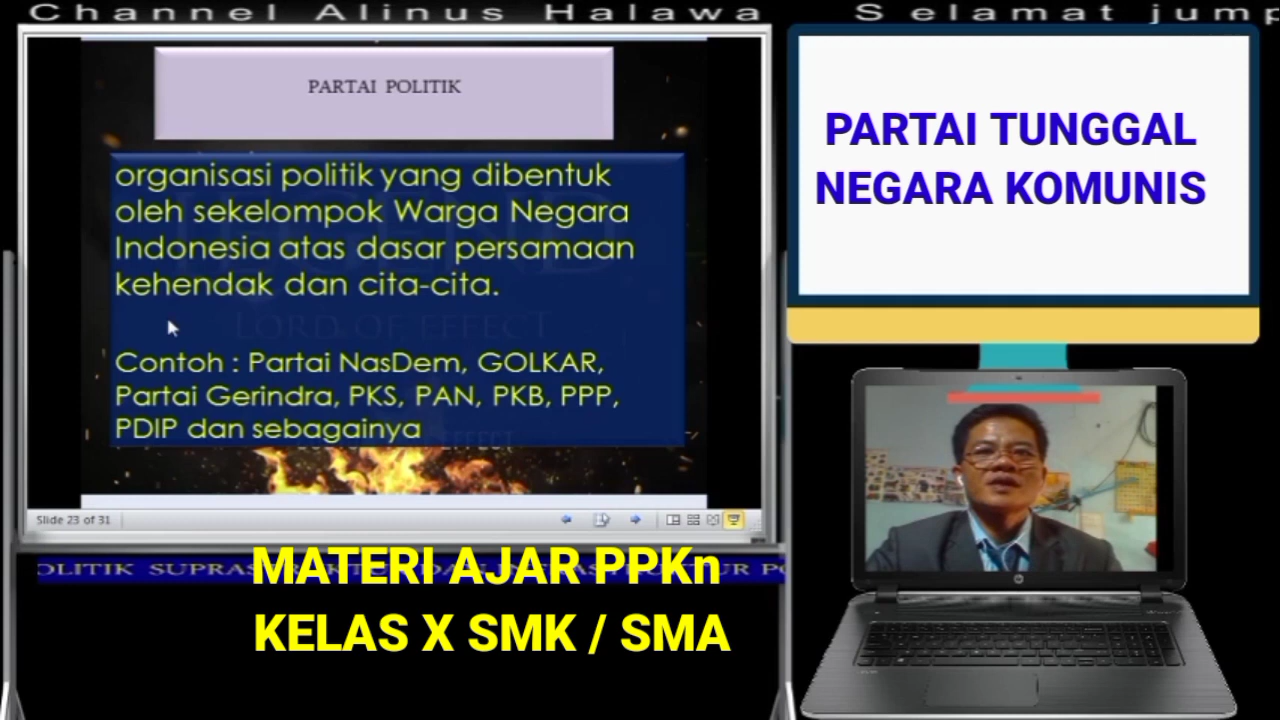 Channel Alinus Halawa Selamat jump
PARTAI POLITIK
organisasi politik yang dibentuk
oleh sekelompok Warga Negara
Indonesia atas dasar persamaan
kehendak dan cita-cita.
Contoh : Partai NasDem, GOLKAR,
Partai Gerindra, PKS, PAN, PKB, PPP,
PDIP dan sebagainya
Slide 23 of 31
PARTAI TUNGGAL
NEGARA KOMUNIS
OLITIK SUPRAS
MATERI AJAR PPKn
KELAS X SMK / SMA